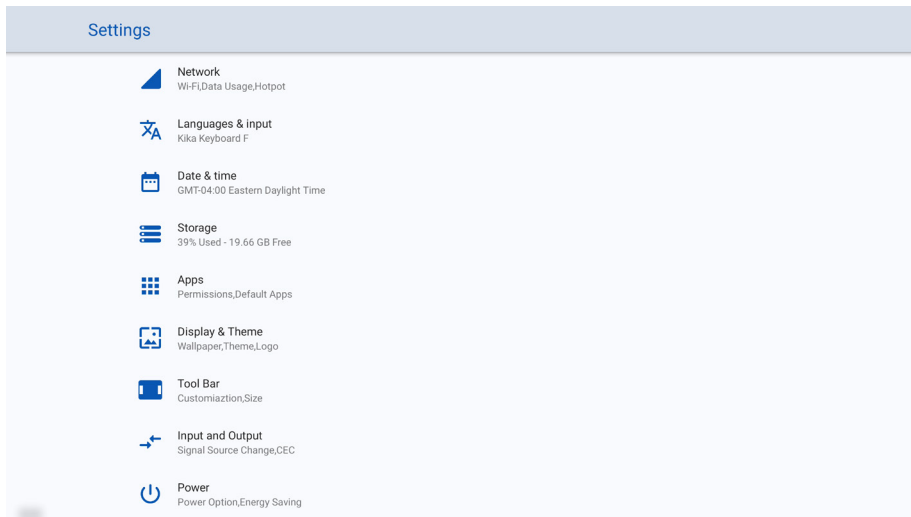 Settings
Network
Wi-Fi,Data Usage,Hotpot
Languages & input
Kika Keyboard F
Date & time
GMT-04:00 Eastern Daylight Time
Storage
39% Used - 19.66 GB Free
Apps
Permissions,Default Apps
Display & Theme
Wallpaper,Theme,Logo
Tool Bar
Customiaztion,Size
Input and Output
Signal Source Change,CEC
Power
Power Option,Energy Saving